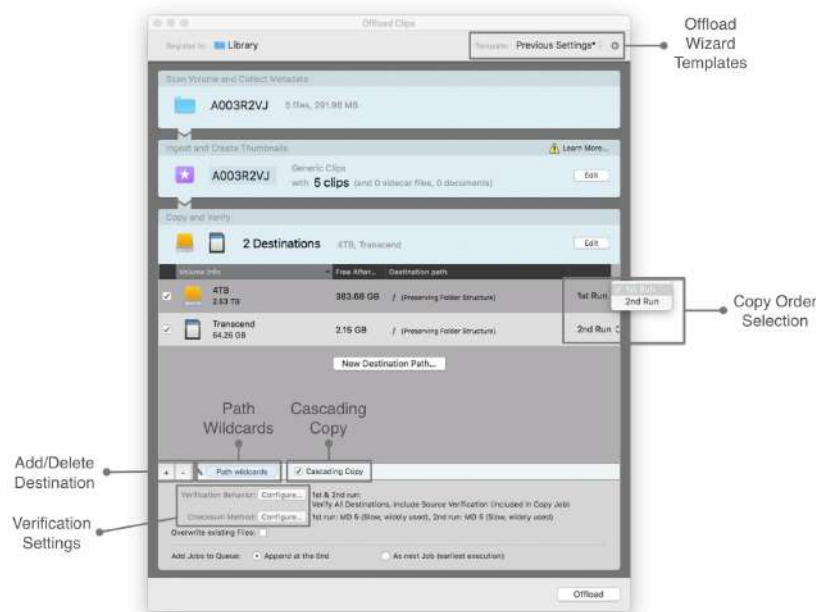 Offload Clips
Register to: Library
Template: Previous Settings*
Offload
Wizard
Templates
Scan Volume and Collect Metadata
A003R2VJ 5 files, 291.98 MB
Ingest and Create Thumbnails
Learn More...
A003R2VJ
Generic Clips
with 5 clips (and 0 sidecar files, 0 documents)
Edit
Copy and Verify
2 Destinations 4TB, Transcend
Edit
Volume Info Free After... Destination path
4TB
2.53 TB
383.68 GB / (Preserving Folder Structure)
1st Run
1st Run
2nd Run
Copy Order
Selection
Transcend
64.26 GB
2.15 GB / (Preserving Folder Structure)
2nd Run
New Destination Path...
Path
Wildcards
Cascading
Copy
Add/Delete
Destination
+ - Path wildcards Cascading Copy
Verification
Settings
Verification Behavior: Configure...
1st & 2nd run:
Verify All Destinations, Include Source Verification (Included in Copy Job)
Checksum Method: Configure... 1st run: MD 5 (Slow, widely used), 2nd run: MD 5 (Slow, widely used)
Overwrite existing Files:
Add Jobs to Queue: Append at the End As next Job (earliest execution)
Offload